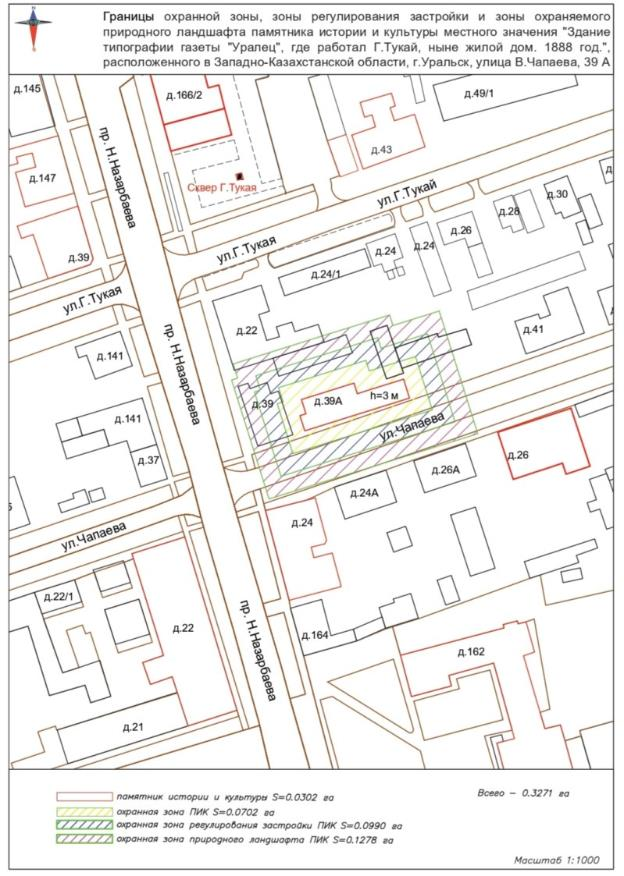 N
Границы охранной зоны, зоны регулирования застройки и зоны охраняемого
природного ландшафта памятника истории и культуры местного значения "Здание
типографии газеты "Уралец", где работал Г.Тукай, ныне жилой дом. 1888 год.",
расположенного в Западно-Казахстанской области, г.Уральск, улица В.Чапаева, 39 А
д.145
д.166/2
д.49/1
д.43
д.147
пр. Н.Назарбаева
Сквер Г.Тукая
ул.Г.Тукай
д.30
д.28
д.26
д.24
д.24
д.39
ул.Г.Тукая
д.24/1
ул.Г.Тукая
д.22
д.41
пр. Н.Назарбаева
д.141
д.39
д.39А
h=3 м
ул.Чапаева
д.141
д.37
д.26
д.26А
д.24А
д.24
ул.Чапаева
д.22/1
д.22
пр. Н.Назарбаева
д.164
д.162
д.21
памятник истории и культуры S=0.0302 га
Всего – 0.3271 га
охранная зона ПИК S=0.0702 га
охранная зона регулирования застройки ПИК S=0.0990 га
охранная зона природного ландшафта ПИК S=0.1278 га
Масштаб 1:1000